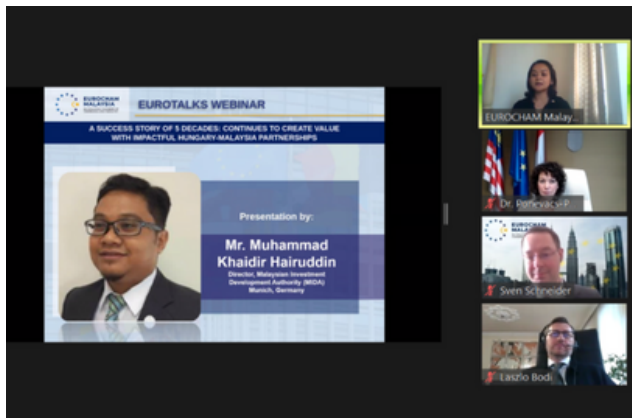 EUROCHAM
MALAYSIA
EUROTALKS WEBINAR
A SUCCESS STORY OF 5 DECADES: CONTINUES TO CREATE VALUE
WITH IMPACTFUL HUNGARY-MALAYSIA PARTNERSHIPS
Presentation by:
Mr. Muhammad
Khaidir Hairuddin
Director, Malaysian Investment
Development Authority (MIDA)
Munich, Germany
EUROCHAM Malay...
EUROCHAM
MALAYSIA
Sven Schneider
Laszlo Bodi